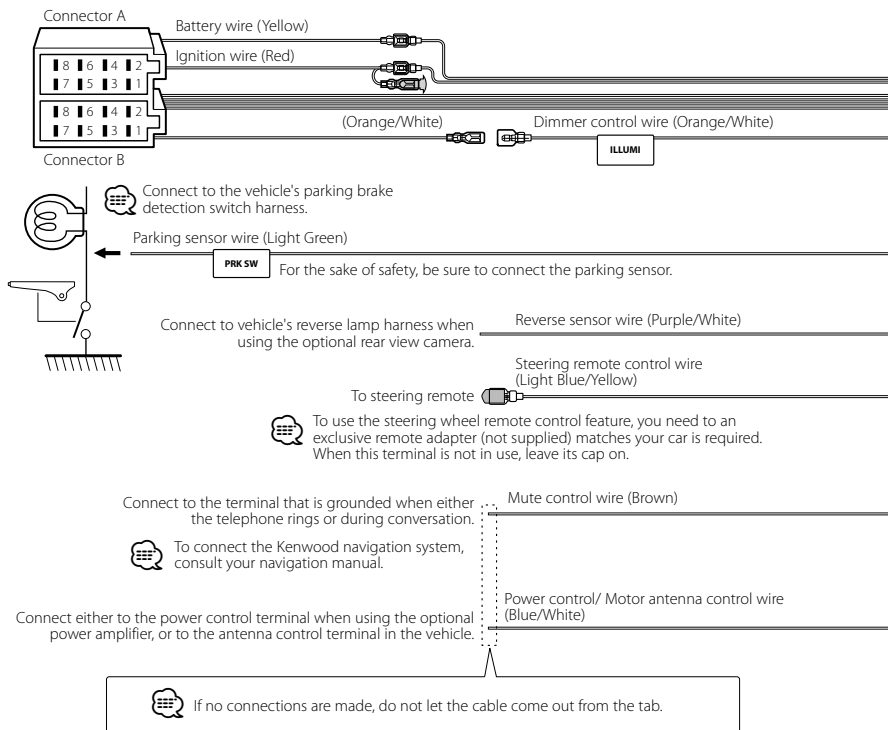 Connector A
Battery wire (Yellow)
Ignition wire (Red)
8 6 4 2
7 5 3 1
8 6 4 2
7 5 3 1
(Orange/White)
Dimmer control wire (Orange/White)
ILLUMI
Connector B
Connect to the vehicle's parking brake
detection switch harness.
Parking sensor wire (Light Green)
PRK SW
For the sake of safety, be sure to connect the parking sensor.
Connect to vehicle's reverse lamp harness when
using the optional rear view camera.
Reverse sensor wire (Purple/White)
Steering remote control wire
(Light Blue/Yellow)
To steering remote
To use the steering wheel remote control feature, you need to an
exclusive remote adapter (not supplied) matches your car is required.
When this terminal is not in use, leave its cap on.
Connect to the terminal that is grounded when either
the telephone rings or during conversation.
Mute control wire (Brown)
To connect the Kenwood navigation system,
consult your navigation manual.
Power control/ Motor antenna control wire
(Blue/White)
Connect either to the power control terminal when using the optional
power amplifier, or to the antenna control terminal in the vehicle.
If no connections are made, do not let the cable come out from the tab.